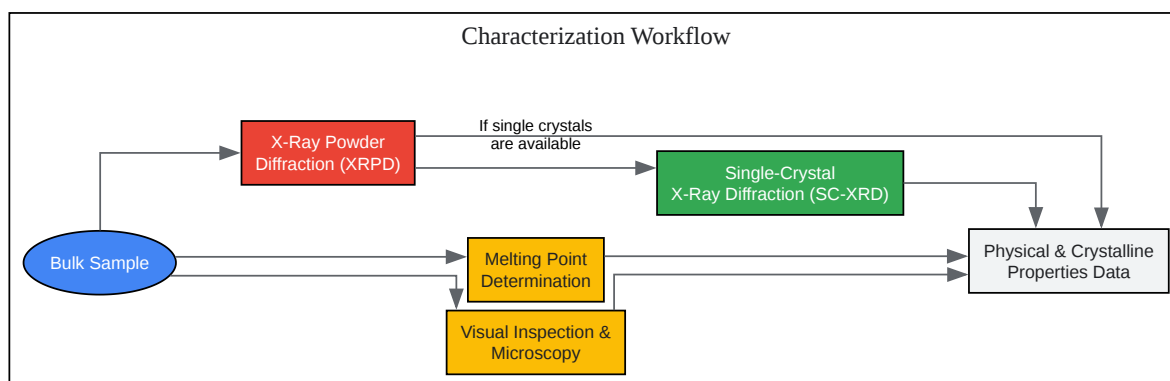 Characterization Workflow
X-Ray Powder
Diffraction (XRPD)
If single crystals
are available
Single-Crystal
X-Ray Diffraction (SC-XRD)
Bulk Sample
Melting Point
Determination
Physical & Crystalline
Properties Data
Visual Inspection &
Microscopy